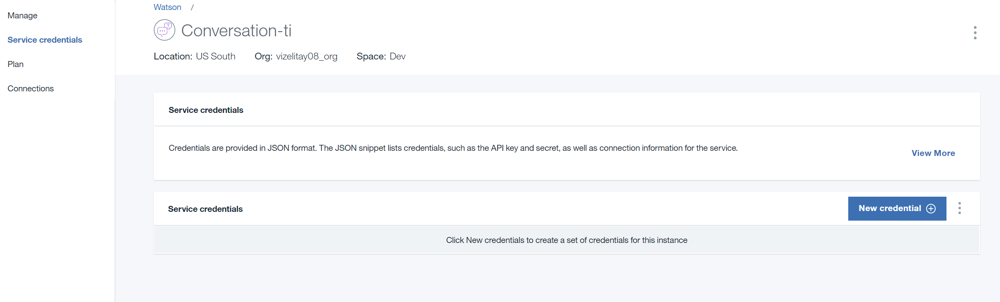 Manage
Service credentials
Plan
Connections
Watson /
Conversation-ti
Location: US South Org: vizelitay08_org Space: Dev
Service credentials
Credentials are provided in JSON format. The JSON snippet lists credentials, such as the API key and secret, as well as connection information for the service.
View More
Service credentials
New credential
Click New credentials to create a set of credentials for this instance